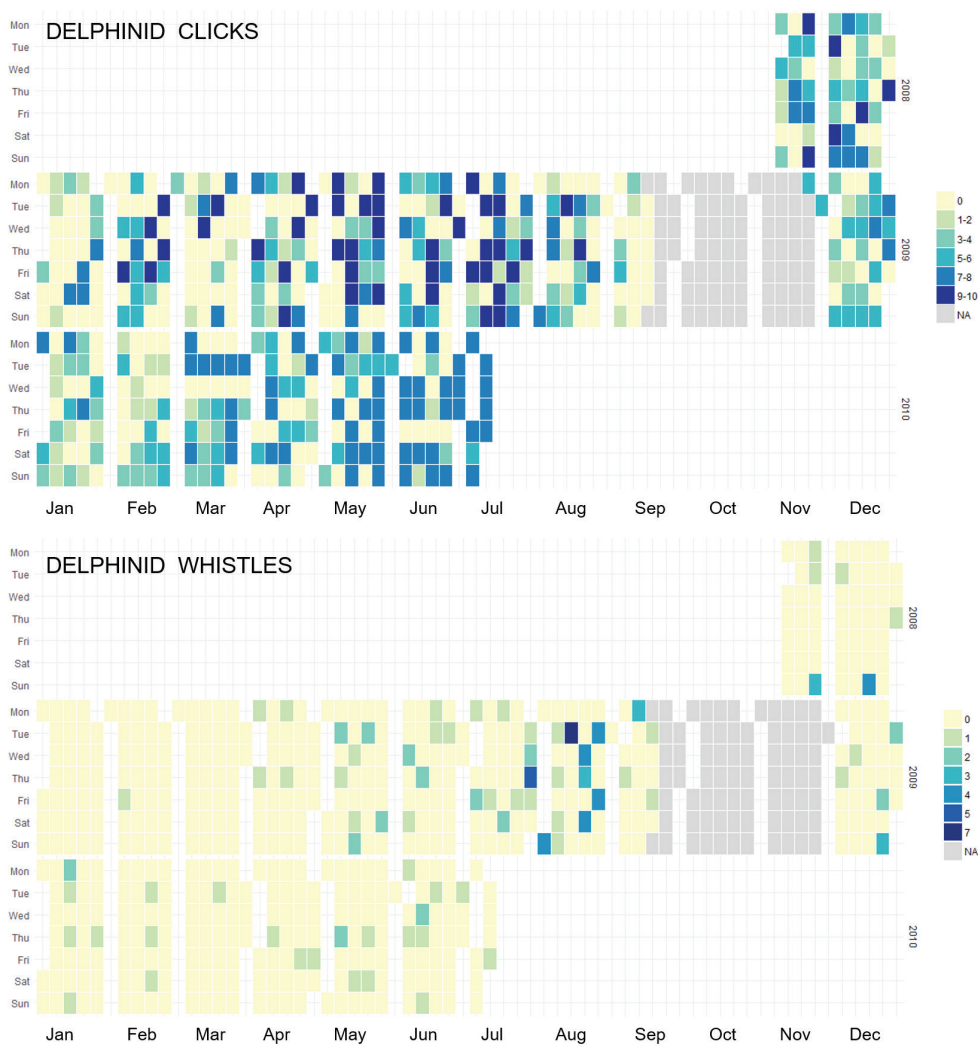 DELPHINID CLICKS
Mon
Tue
Wed
Thu
Fri
Sat
Sun
2008
Mon
Tue
Wed
Thu
Fri
Sat
Sun
2009
Mon
Tue
Wed
Thu
Fri
Sat
Sun
2010
Jan Feb Mar Apr May Jun Jul Aug Sep Oct Nov Dec
0
1-2
3-4
5-6
7-8
9-10
NA
DELPHINID WHISTLES
Mon
Tue
Wed
Thu
Fri
Sat
Sun
2008
Mon
Tue
Wed
Thu
Fri
Sat
Sun
2009
Mon
Tue
Wed
Thu
Fri
Sat
Sun
2010
Jan Feb Mar Apr May Jun Jul Aug Sep Oct Nov Dec
0
1
2
3
4
5
7
NA